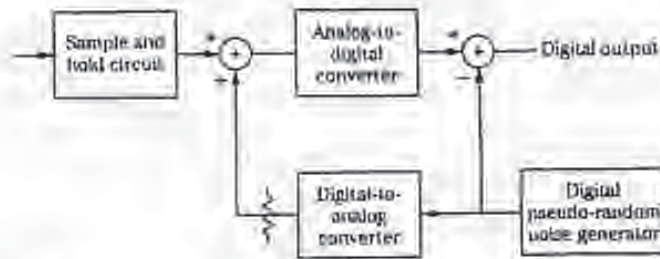 Sample and
hold circuit
+
+
+
Analog-to-
digital
converter
+
+
−
Digital output
Digital-to-
analog
converter
Digital
pseudo-random
noise generator